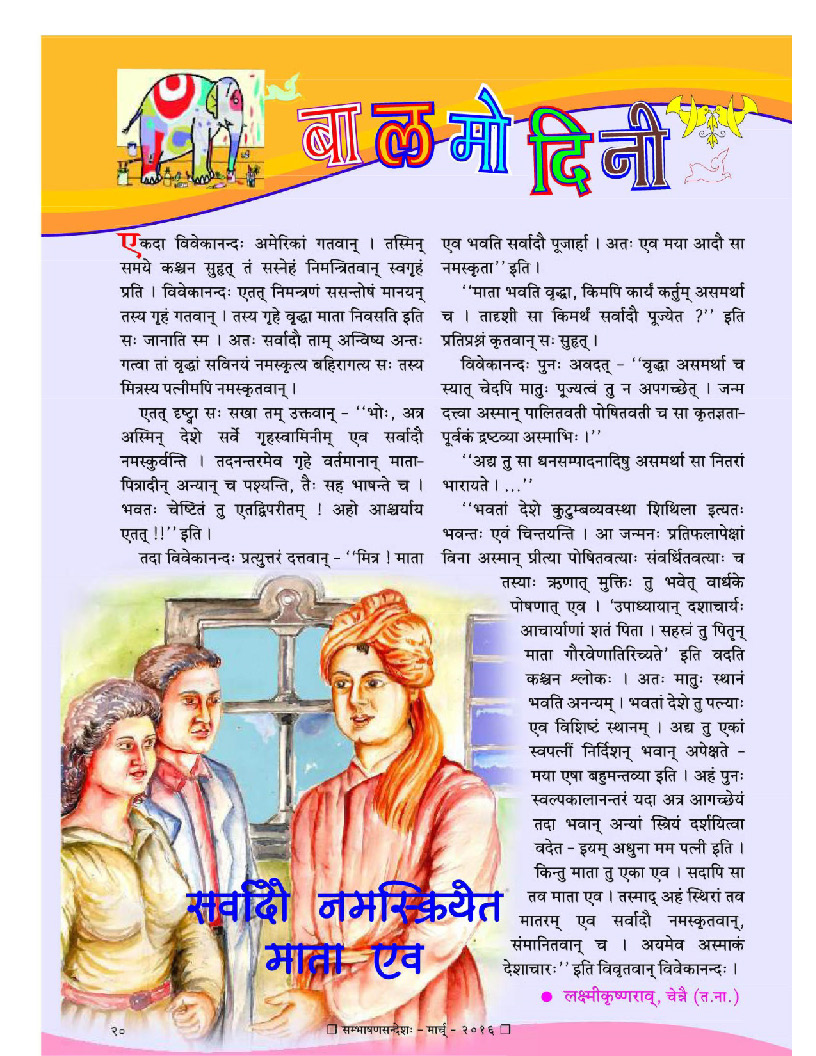 बालमोदिनी
एकदा विवेकानन्दः अमेरिकां गतवान् । तस्मिन्
समये कश्चन सुहृत् तं सस्नेहं निमन्त्रितवान् स्वगृहं
प्रति । विवेकानन्दः एतत् निमन्त्रणं ससन्तोषं मानयन्
तस्य गृहं गतवान् । तस्य गृहे वृद्धा माता निवसति इति
सः जानाति स्म । अतः सर्वादौ ताम् अन्विष्य अन्तः
गत्वा तां वृद्धां सविनयं नमस्कृत्य बहिरागत्य सः तस्य
मित्रस्य पत्नीमपि नमस्कृतवान् ।
एतत् दृष्ट्वा सः सखा तम् उक्तवान् – ‘‘भोः, अत्र
अस्मिन् देशे सर्वे गृहस्वामिनीम् एव सर्वादौ
नमस्कुर्वन्ति । तदनन्तरमेव गृहे वर्तमानान् माता–
पित्रादीन् अन्यान् च पश्यन्ति, तैः सह भाषन्ते च ।
भवतः चेष्टितं तु एतद्विपरीतम् ! अहो आश्चर्याय
एतत् !!’’ इति ।
तदा विवेकानन्दः प्रत्युत्तरं दत्तवान् – ‘‘मित्र ! माता
एव भवति सर्वादौ पूजार्हा । अतः एव मया आदौ सा
नमस्कृता’’ इति ।
‘‘माता भवति वृद्धा, किमपि कार्यं कर्तुम् असमर्था
च । तादृशी सा किमर्थं सर्वादौ पूज्येत ?’’ इति
प्रतिप्रश्नं कृतवान् सः सुहृत् ।
विवेकानन्दः पुनः अवदत् – ‘‘वृद्धा असमर्था च
स्यात् चेदपि मातुः पूज्यत्वं तु न अपगच्छेत् । जन्म
दत्त्वा अस्मान् पालितवती पोषितवती च सा कृतज्ञता–
पूर्वकं द्रष्टव्या अस्माभिः ।’’
‘‘अद्य तु सा धनसम्पादनादिषु असमर्था सा नितरां
भारायते । ...’’
‘‘भवतां देशे कुटुम्बव्यवस्था शिथिला इत्यतः
भवन्तः एवं चिन्तयन्ति । आ जन्मनः प्रतिफलापेक्षां
विना अस्मान् प्रीत्या पोषितवत्याः संवर्धितवत्याः च
तस्याः ऋणात् मुक्तिः तु भवेत् वार्धके
पोषणात् एव । ‘उपाध्यायान् दशाचार्यः
आचार्याणां शतं पिता । सहस्रं तु पितॄन्
माता गौरवेणातिरिच्यते’ इति वदति
कश्चन श्लोकः । अतः मातुः स्थानं
भवति अनन्यम् । भवतां देशे तु पत्न्याः
एव विशिष्टं स्थानम् । अद्य तु एकां
स्वपत्नीं निर्दिशन् भवान् अपेक्षते –
मया एषा बहुमन्तव्या इति । अहं पुनः
स्वल्पकालानन्तरं यदा अत्र आगच्छेयं
तदा भवान् अन्यां स्त्रियं दर्शयित्वा
वदेत – इयम् अधुना मम पत्नी इति ।
किन्तु माता तु एका एव । सदापि सा
तव माता एव । तस्माद् अहं स्थिरां तव
मातरम् एव सर्वादौ नमस्कृतवान्,
संमानितवान् च । अयमेव अस्माकं
देशाचारः’’ इति विवृतवान् विवेकानन्दः ।
● लक्ष्मीकृष्णराव्, चेन्नै (त.ना.)
सर्वादौ नमस्क्रियेत
माता एव
२० □ सम्भाषणसन्देशः – मार्च् – २०१६ □